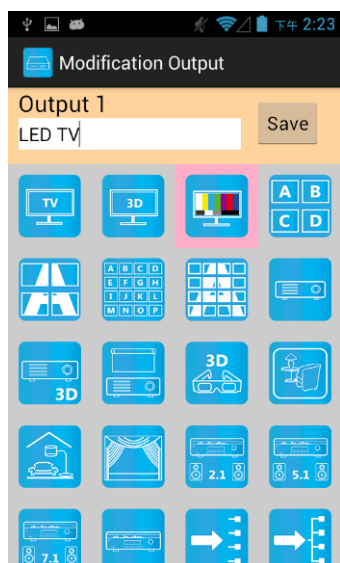 下午 2:23
Modification Output
Output 1
LED TV
Save
TV
3D
A B
C D
A B C D
E F G H
I J K L
M N O P
3D
3D
2.1
5.1
7.1